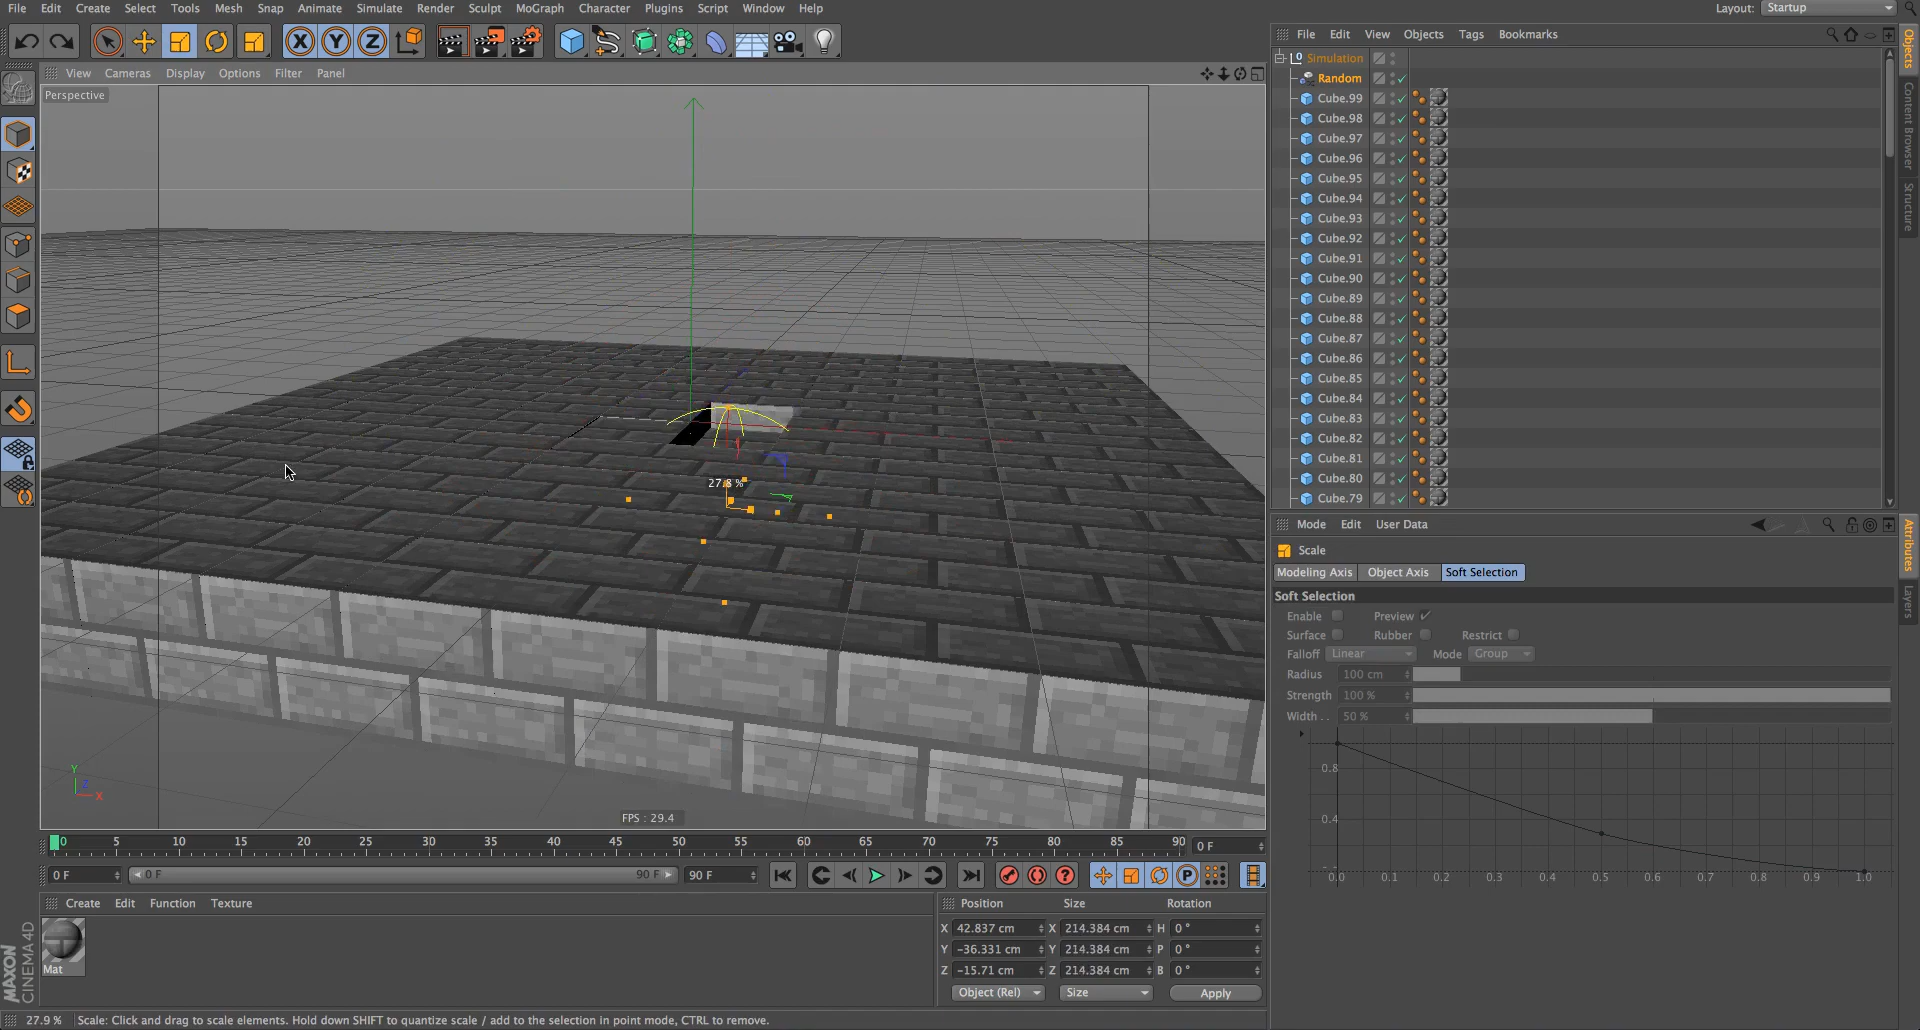 File Edit Create Select Tools Mesh Snap Animate Simulate Render Sculpt MoGraph Character Plugins Script Window Help
Layout: Startup
View Cameras Display Options Filter Panel
Perspective
27.8 %
FPS : 29.4
0 5 10 15 20 25 30 35 40 45 50 55 60 65 70 75 80 85 90
0 F
0 F
0 F
90 F
90 F
Create Edit Function Texture
Mat
MAXON
CINEMA 4D
Position Size Rotation
X 42.837 cm X 214.384 cm H 0 °
Y -36.331 cm Y 214.384 cm P 0 °
Z -15.71 cm Z 214.384 cm B 0 °
Object (Rel) Size Apply
27.9 % Scale: Click and drag to scale elements. Hold down SHIFT to quantize scale / add to the selection in point mode, CTRL to remove.
File Edit View Objects Tags Bookmarks
Simulation
Random
Cube.99
Cube.98
Cube.97
Cube.96
Cube.95
Cube.94
Cube.93
Cube.92
Cube.91
Cube.90
Cube.89
Cube.88
Cube.87
Cube.86
Cube.85
Cube.84
Cube.83
Cube.82
Cube.81
Cube.80
Cube.79
Objects
Content Browser
Structure
Mode Edit User Data
Scale
Modeling Axis Object Axis Soft Selection
Soft Selection
Enable Preview
Surface Rubber Restrict
Falloff Linear Mode Group
Radius 100 cm
Strength 100 %
Width . . 50 %
0.8
0.4
0.0 0.1 0.2 0.3 0.4 0.5 0.6 0.7 0.8 0.9 1.0
Attributes
Layers
X
Y
Z
X
Y
Z
P